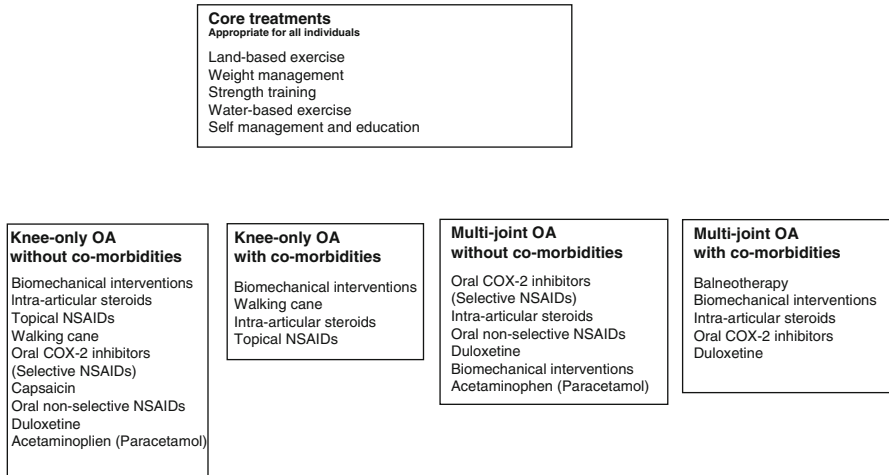 Core treatments
Appropriate for all individuals
Land-based exercise
Weight management
Strength training
Water-based exercise
Self management and education
Knee-only OA
without co-morbidities
Biomechanical interventions
Intra-articular steroids
Topical NSAIDs
Walking cane
Oral COX-2 inhibitors
(Selective NSAIDs)
Capsaicin
Oral non-selective NSAIDs
Duloxetine
Acetaminoplien (Paracetamol)
Knee-only OA
with co-morbidities
Biomechanical interventions
Walking cane
Intra-articular steroids
Topical NSAIDs
Multi-joint OA
without co-morbidities
Oral COX-2 inhibitors
(Selective NSAIDs)
Intra-articular steroids
Oral non-selective NSAIDs
Duloxetine
Biomechanical interventions
Acetaminophen (Paracetamol)
Multi-joint OA
with co-morbidities
Balneotherapy
Biomechanical interventions
Intra-articular steroids
Oral COX-2 inhibitors
Duloxetine